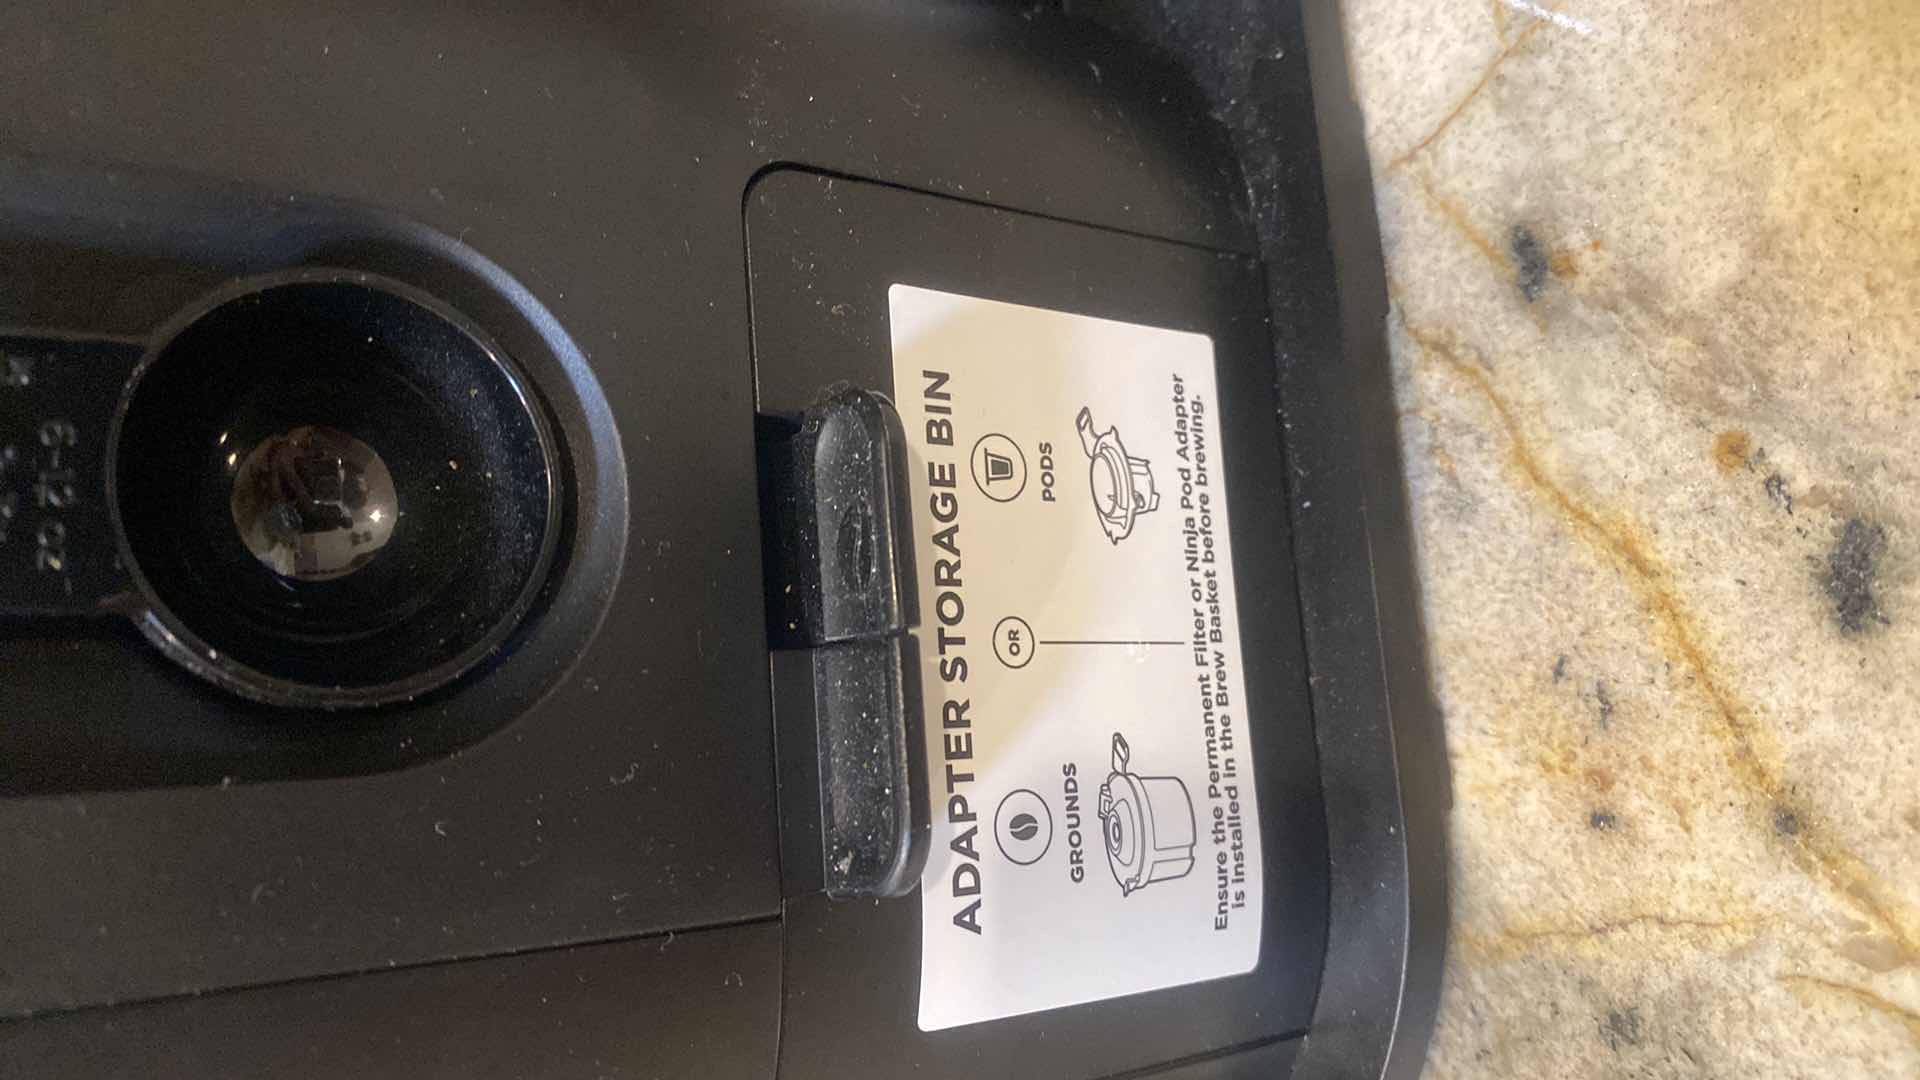 ADAPTER STORAGE BIN
GROUNDS
OR
PODS
Ensure the Permanent Filter or Ninja Pod Adapter
is installed in the Brew Basket before brewing.